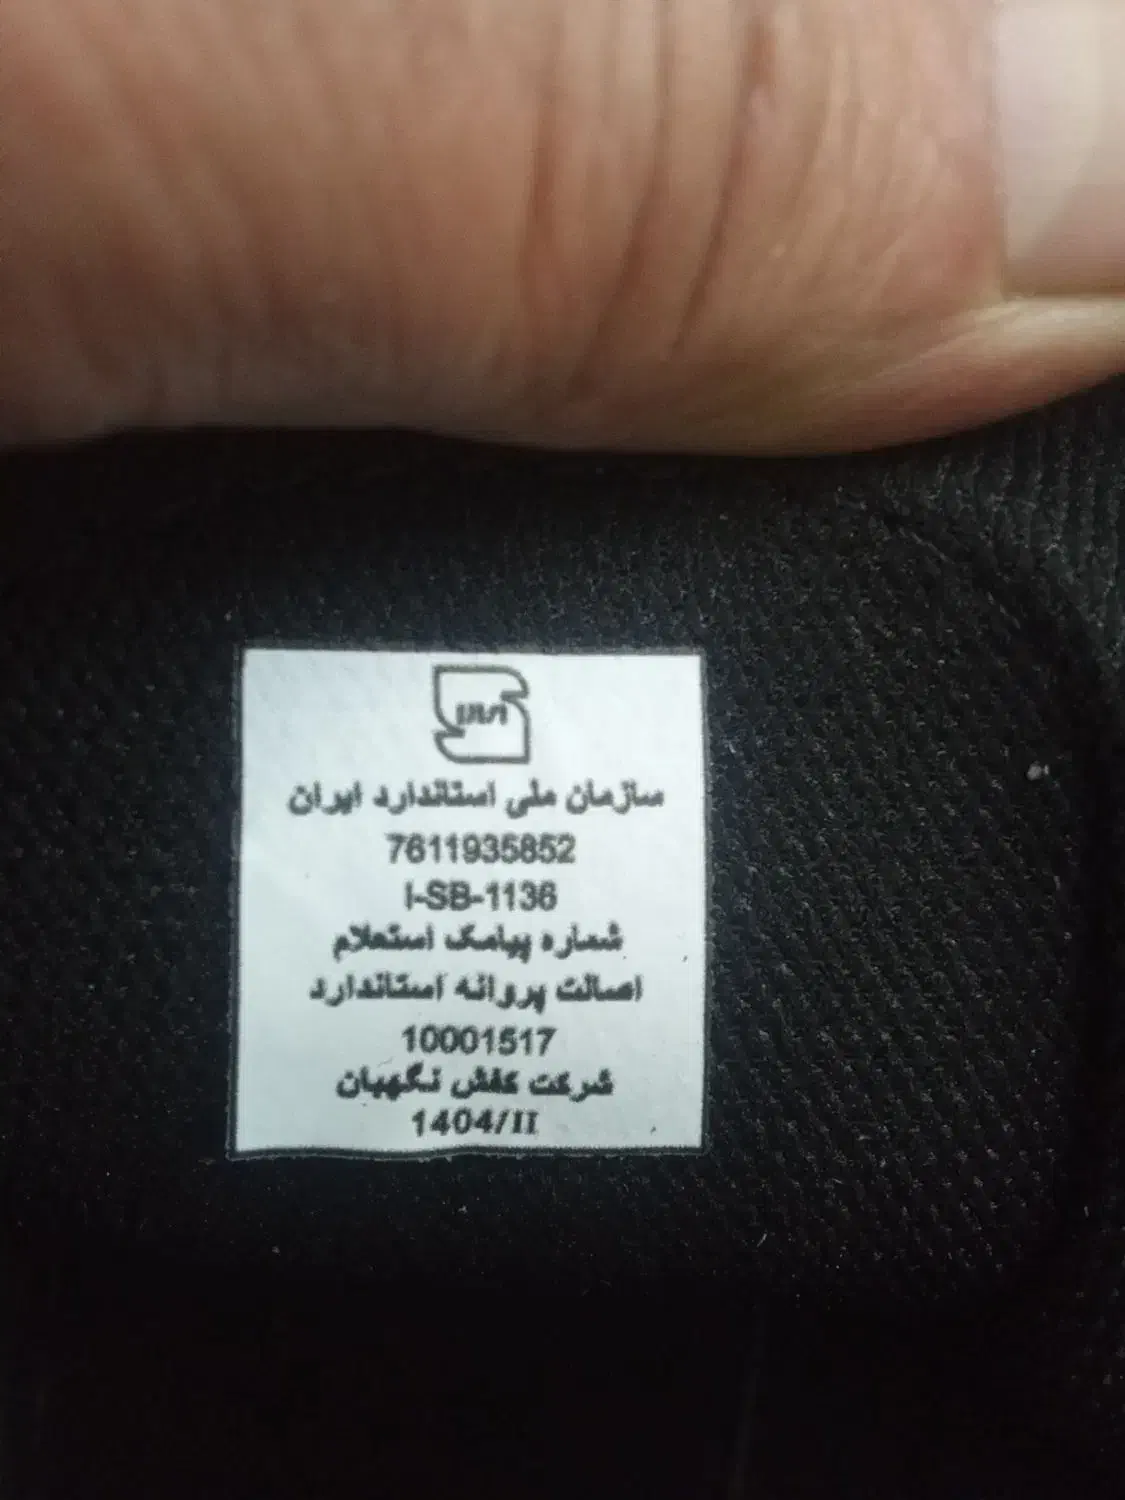 سازمان ملی استاندارد ایران
7611935852
I-SB-1136
شماره پیامک استعلام
اصالت پروانه استاندارد
10001517
شرکت کفش نگهبان
1404/II